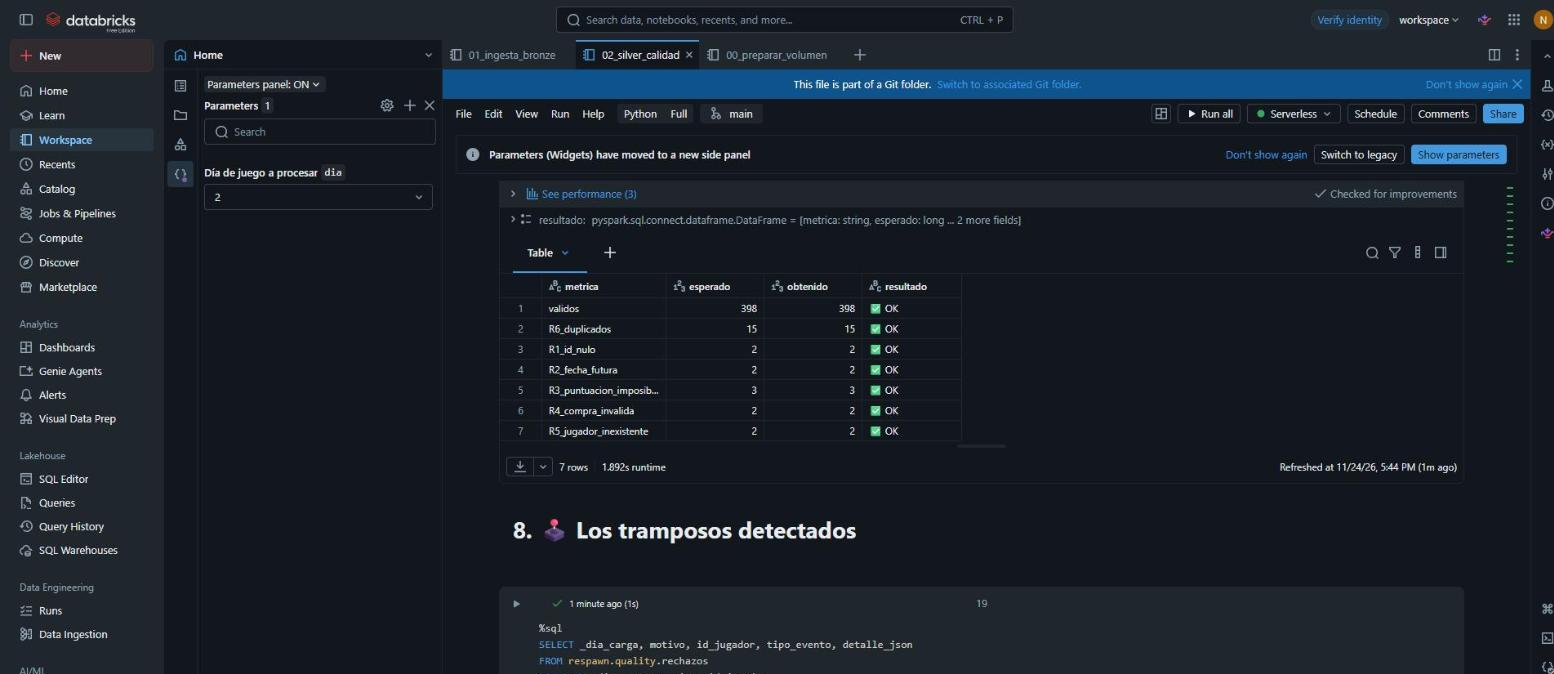 databricks
Free Edition
Search data, notebooks, recents, and more...
CTRL + P
Verify identity
workspace
N
New
Home
Learn
Workspace
Recents
Catalog
Jobs & Pipelines
Compute
Discover
Marketplace
Analytics
Dashboards
Genie Agents
Alerts
Visual Data Prep
Lakehouse
SQL Editor
Queries
Query History
SQL Warehouses
Data Engineering
Runs
Data Ingestion
AI/ML
Home
Parameters panel: ON
Parameters 1
Search
Día de juego a procesar dia
2
01_ingesta_bronze
02_silver_calidad
00_preparar_volumen
This file is part of a Git folder. Switch to associated Git folder.
Don't show again
File Edit View Run Help Python Full main
Run all
Serverless
Schedule
Comments
Share
Parameters (Widgets) have moved to a new side panel
Don't show again
Switch to legacy
Show parameters
See performance (3)
Checked for improvements
resultado: pyspark.sql.connect.dataframe.DataFrame = [metrica: string, esperado: long ... 2 more fields]
Table
metrica esperado obtenido resultado
1 validos 398 398 ✅ OK
2 R6_duplicados 15 15 ✅ OK
3 R1_id_nulo 2 2 ✅ OK
4 R2_fecha_futura 2 2 ✅ OK
5 R3_puntuacion_imposib... 3 3 ✅ OK
6 R4_compra_invalida 2 2 ✅ OK
7 R5_jugador_inexistente 2 2 ✅ OK
7 rows 1.892s runtime
Refreshed at 11/24/26, 5:44 PM (1m ago)
8. 🕹️ Los tramposos detectados
1 minute ago (1s)
19
%sql
SELECT _dia_carga, motivo, id_jugador, tipo_evento, detalle_json
FROM respawn.quality.rechazos